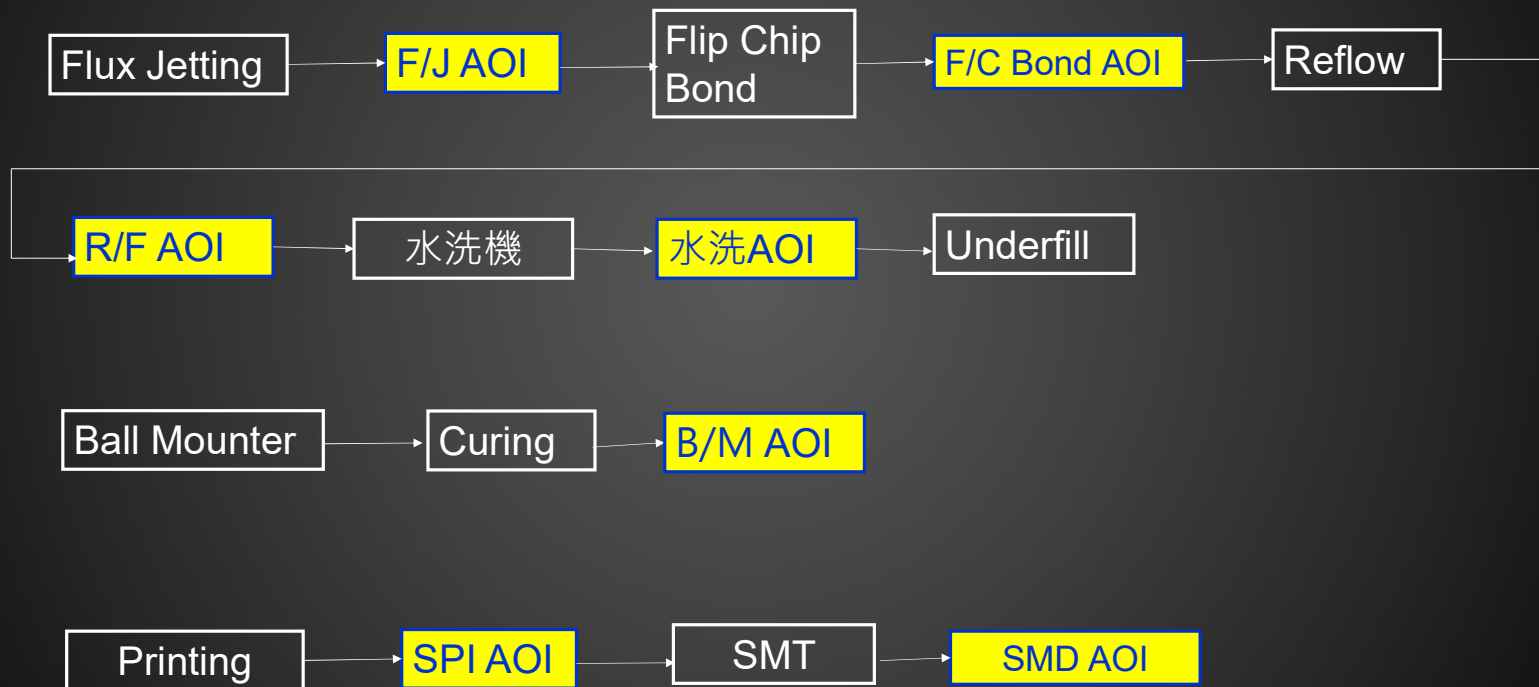 Flux Jetting
F/J AOI
Flip Chip
Bond
F/C Bond AOI
Reflow
R/F AOI
水洗機
水洗AOI
Underfill
Ball Mounter
Curing
B/M AOI
Printing
SPI AOI
SMT
SMD AOI